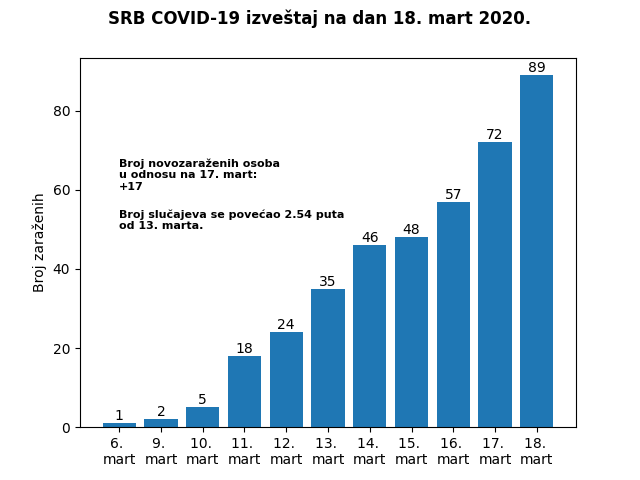 SRB COVID-19 izveštaj na dan 18. mart 2020.
Broj zaraženih
80
60
40
20
0
Broj novozaraženih osoba
u odnosu na 17. mart:
+17
Broj slučajeva se povećao 2.54 puta
od 13. marta.
1
2
5
18
24
35
46
48
57
72
89
6. mart
9. mart
10. mart
11. mart
12. mart
13. mart
14. mart
15. mart
16. mart
17. mart
18. mart